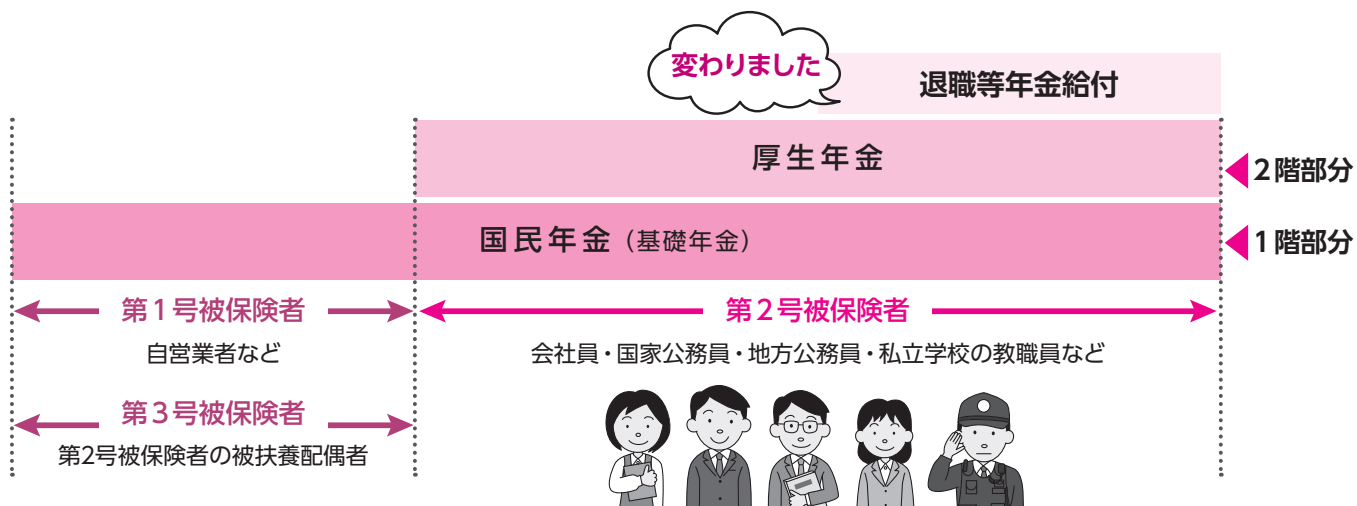 変わりました
退職等年金給付
厚生年金
2階部分
国民年金（基礎年金）
1階部分
第1号被保険者
自営業者など
第2号被保険者
会社員・国家公務員・地方公務員・私立学校の教職員など
第3号被保険者
第2号被保険者の被扶養配偶者